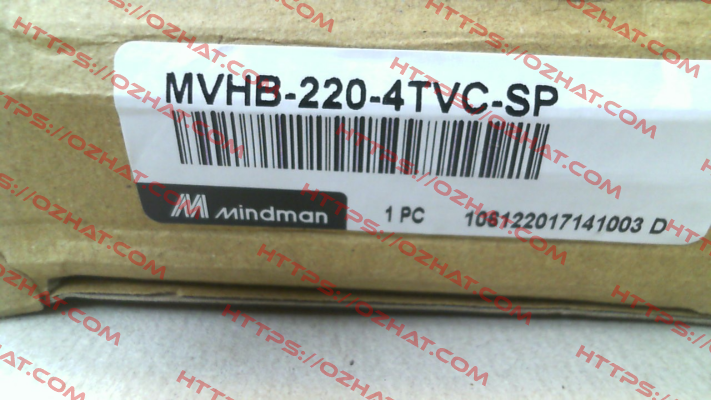 MVHB-220-4TVC-SP
mindman 1 PC 106122017141003 D
HTTPS://OZHAT.COM